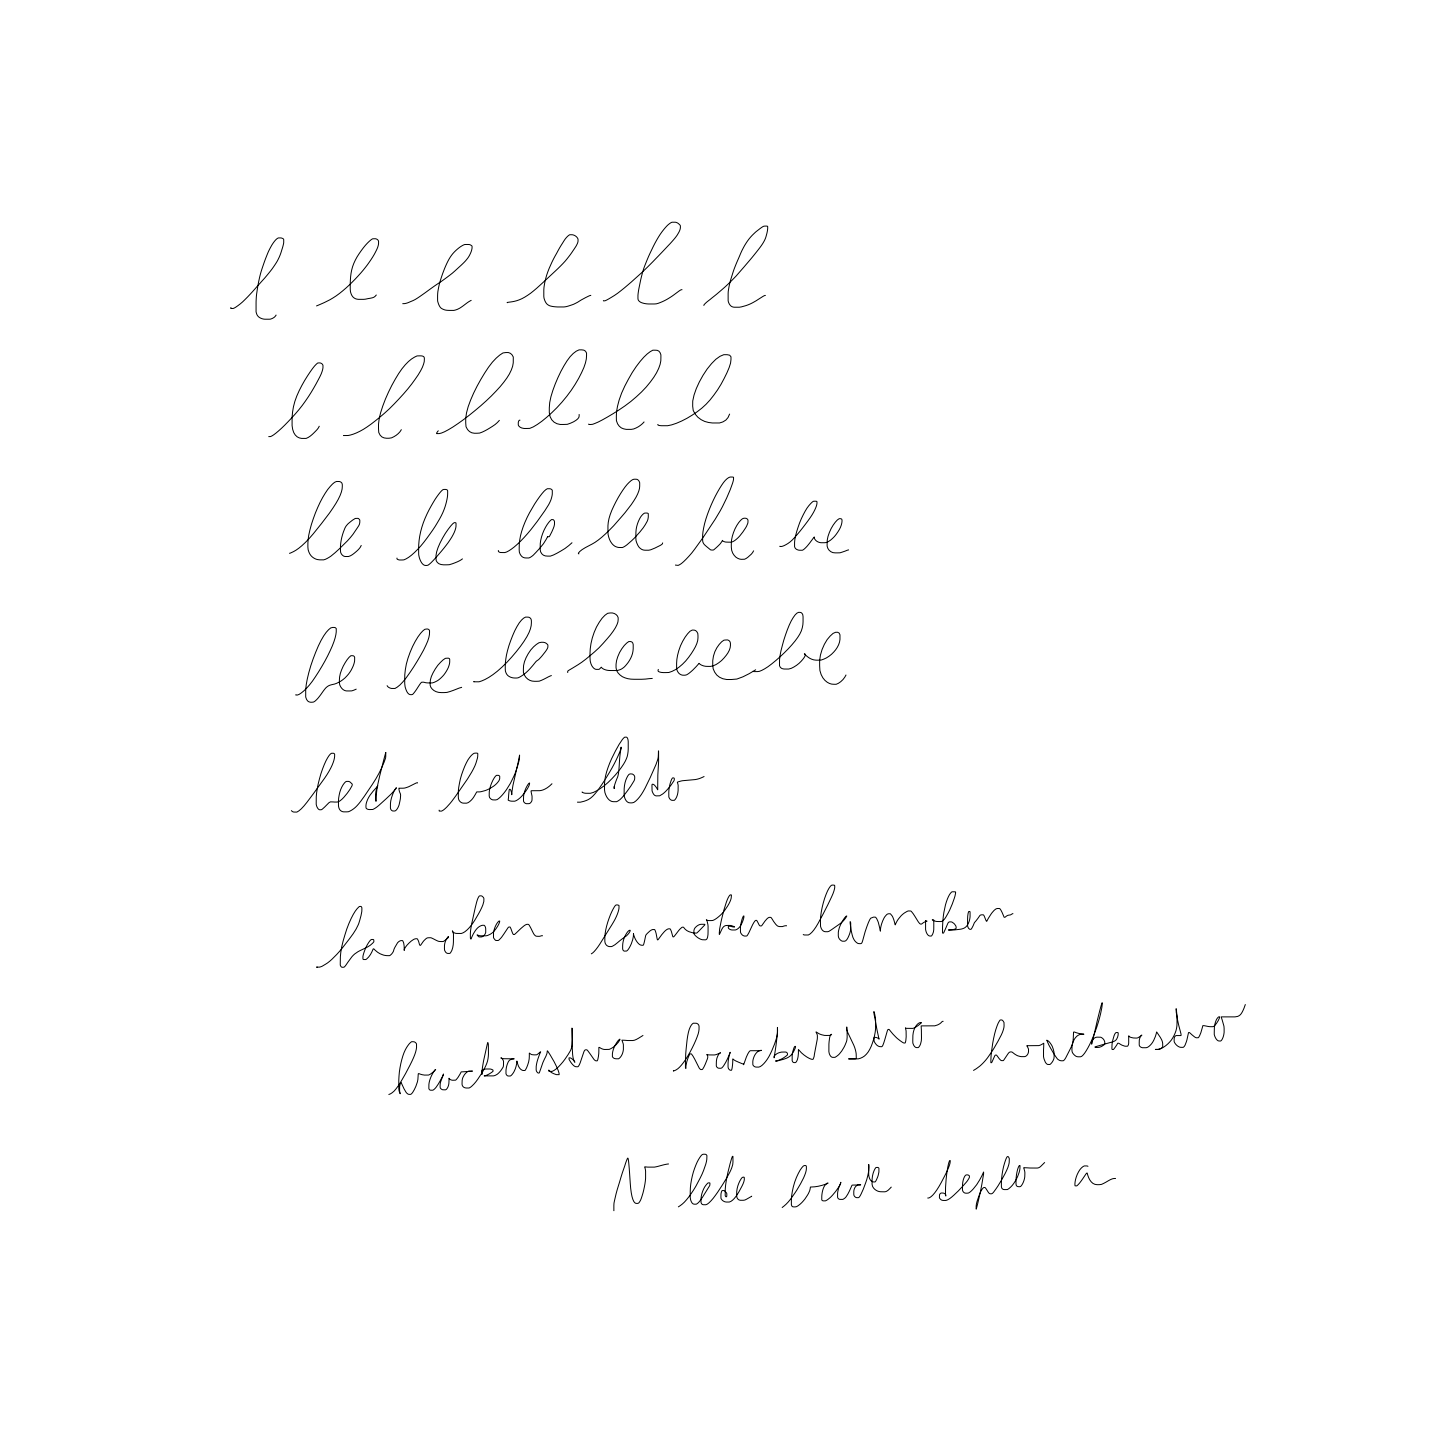 l l l l l l
l l l l l l
le le le le le le
le le le le le le
leto leto leto
lamoken lamoken lamoken
hrackarstvo hrackarstvo hrackarstvo
V lete bude teplo a